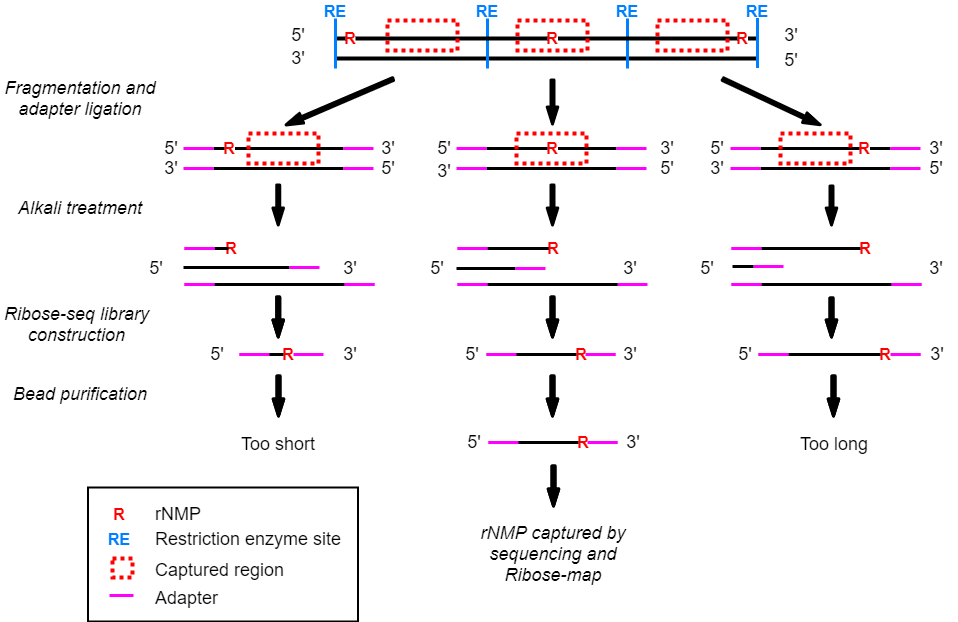 RE RE RE RE
5' R R R 3'
3' 5'
Fragmentation and
adapter ligation
5' R 3' 5' R 3' 5' R 3'
3' 5' 3' 5' 3' 5'
Alkali treatment
R R R
5' 3' 5' 3' 5' 3'
Ribose-seq library
construction
5' R 3' 5' R 3' 5' R 3'
Bead purification
Too short 5' R 3' Too long
R rNMP
RE Restriction enzyme site
Captured region
Adapter
rNMP captured by
sequencing and
Ribose-map